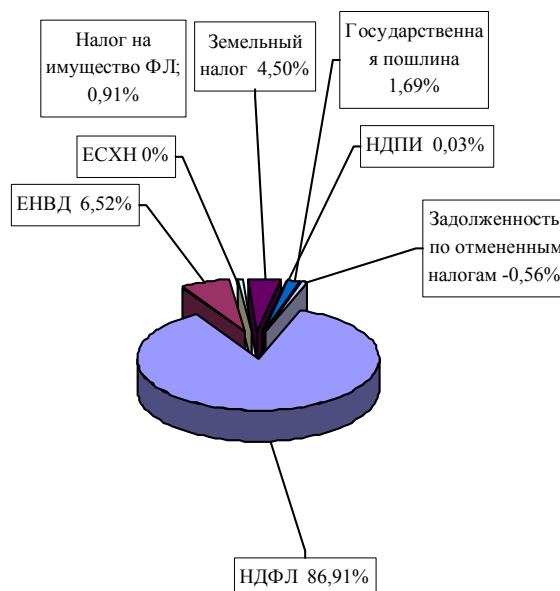 Налог на
имущество ФЛ;
0,91%
Земельный
налог 4,50%
Государственна
я пошлина
1,69%
ЕСХН 0%
НДПИ 0,03%
ЕНВД 6,52%
Задолженность
по отмененным
налогам -0,56%
НДФЛ 86,91%